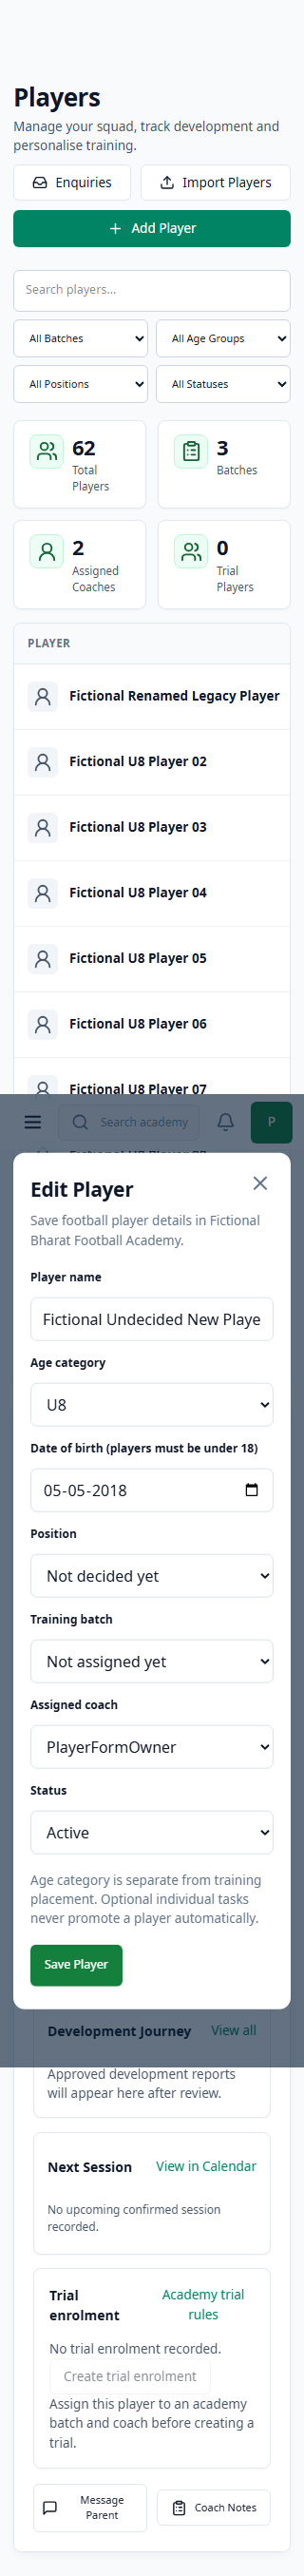 Players
Manage your squad, track development and
personalise training.
Enquiries
Import Players
Add Player
Search players...
All Batches
All Age Groups
All Positions
All Statuses
62
Total
Players
3
Batches
2
Assigned
Coaches
0
Trial
Players
PLAYER
Fictional Renamed Legacy Player
Fictional U8 Player 02
Fictional U8 Player 03
Fictional U8 Player 04
Fictional U8 Player 05
Fictional U8 Player 06
Fictional U8 Player 07
Search academy
P
Edit Player
Save football player details in Fictional
Bharat Football Academy.
Player name
Fictional Undecided New Playe
Age category
U8
Date of birth (players must be under 18)
05-05-2018
Position
Not decided yet
Training batch
Not assigned yet
Assigned coach
PlayerFormOwner
Status
Active
Age category is separate from training
placement. Optional individual tasks
never promote a player automatically.
Save Player
Development Journey
View all
Approved development reports
will appear here after review.
Next Session
View in Calendar
No upcoming confirmed session
recorded.
Trial
enrolment
Academy trial
rules
No trial enrolment recorded.
Create trial enrolment
Assign this player to an academy
batch and coach before creating a
trial.
Message
Parent
Coach Notes